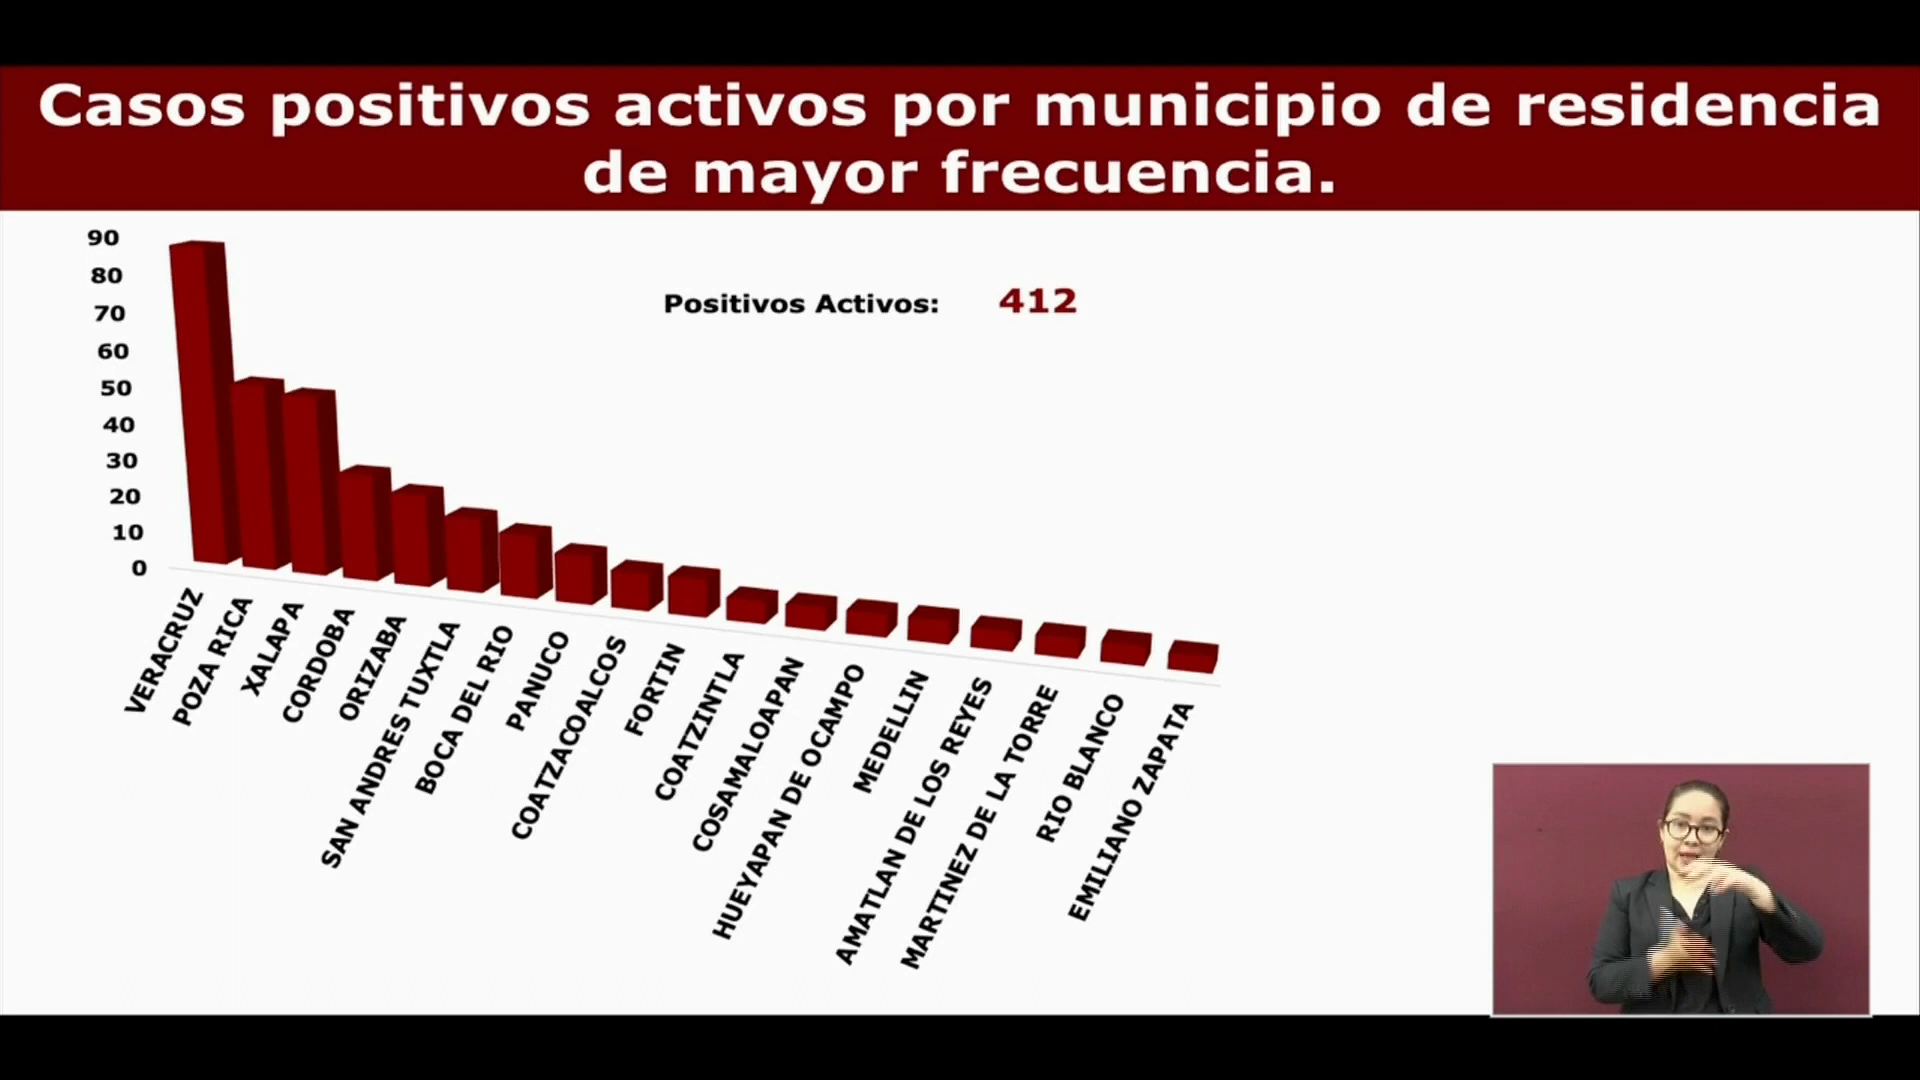 Casos positivos activos por municipio de residencia
de mayor frecuencia.
90
80
70
60
50
40
30
20
10
0
Positivos Activos: 412
VERACRUZ
POZA RICA
XALAPA
CORDOBA
ORIZABA
SAN ANDRES TUXTLA
BOCA DEL RIO
PANUCO
COATZACOALCOS
FORTIN
COATZINTLA
COSAMALOAPAN
HUEYAPAN DE OCAMPO
MEDELLIN
AMATLAN DE LOS REYES
MARTINEZ DE LA TORRE
RIO BLANCO
EMILIANO ZAPATA